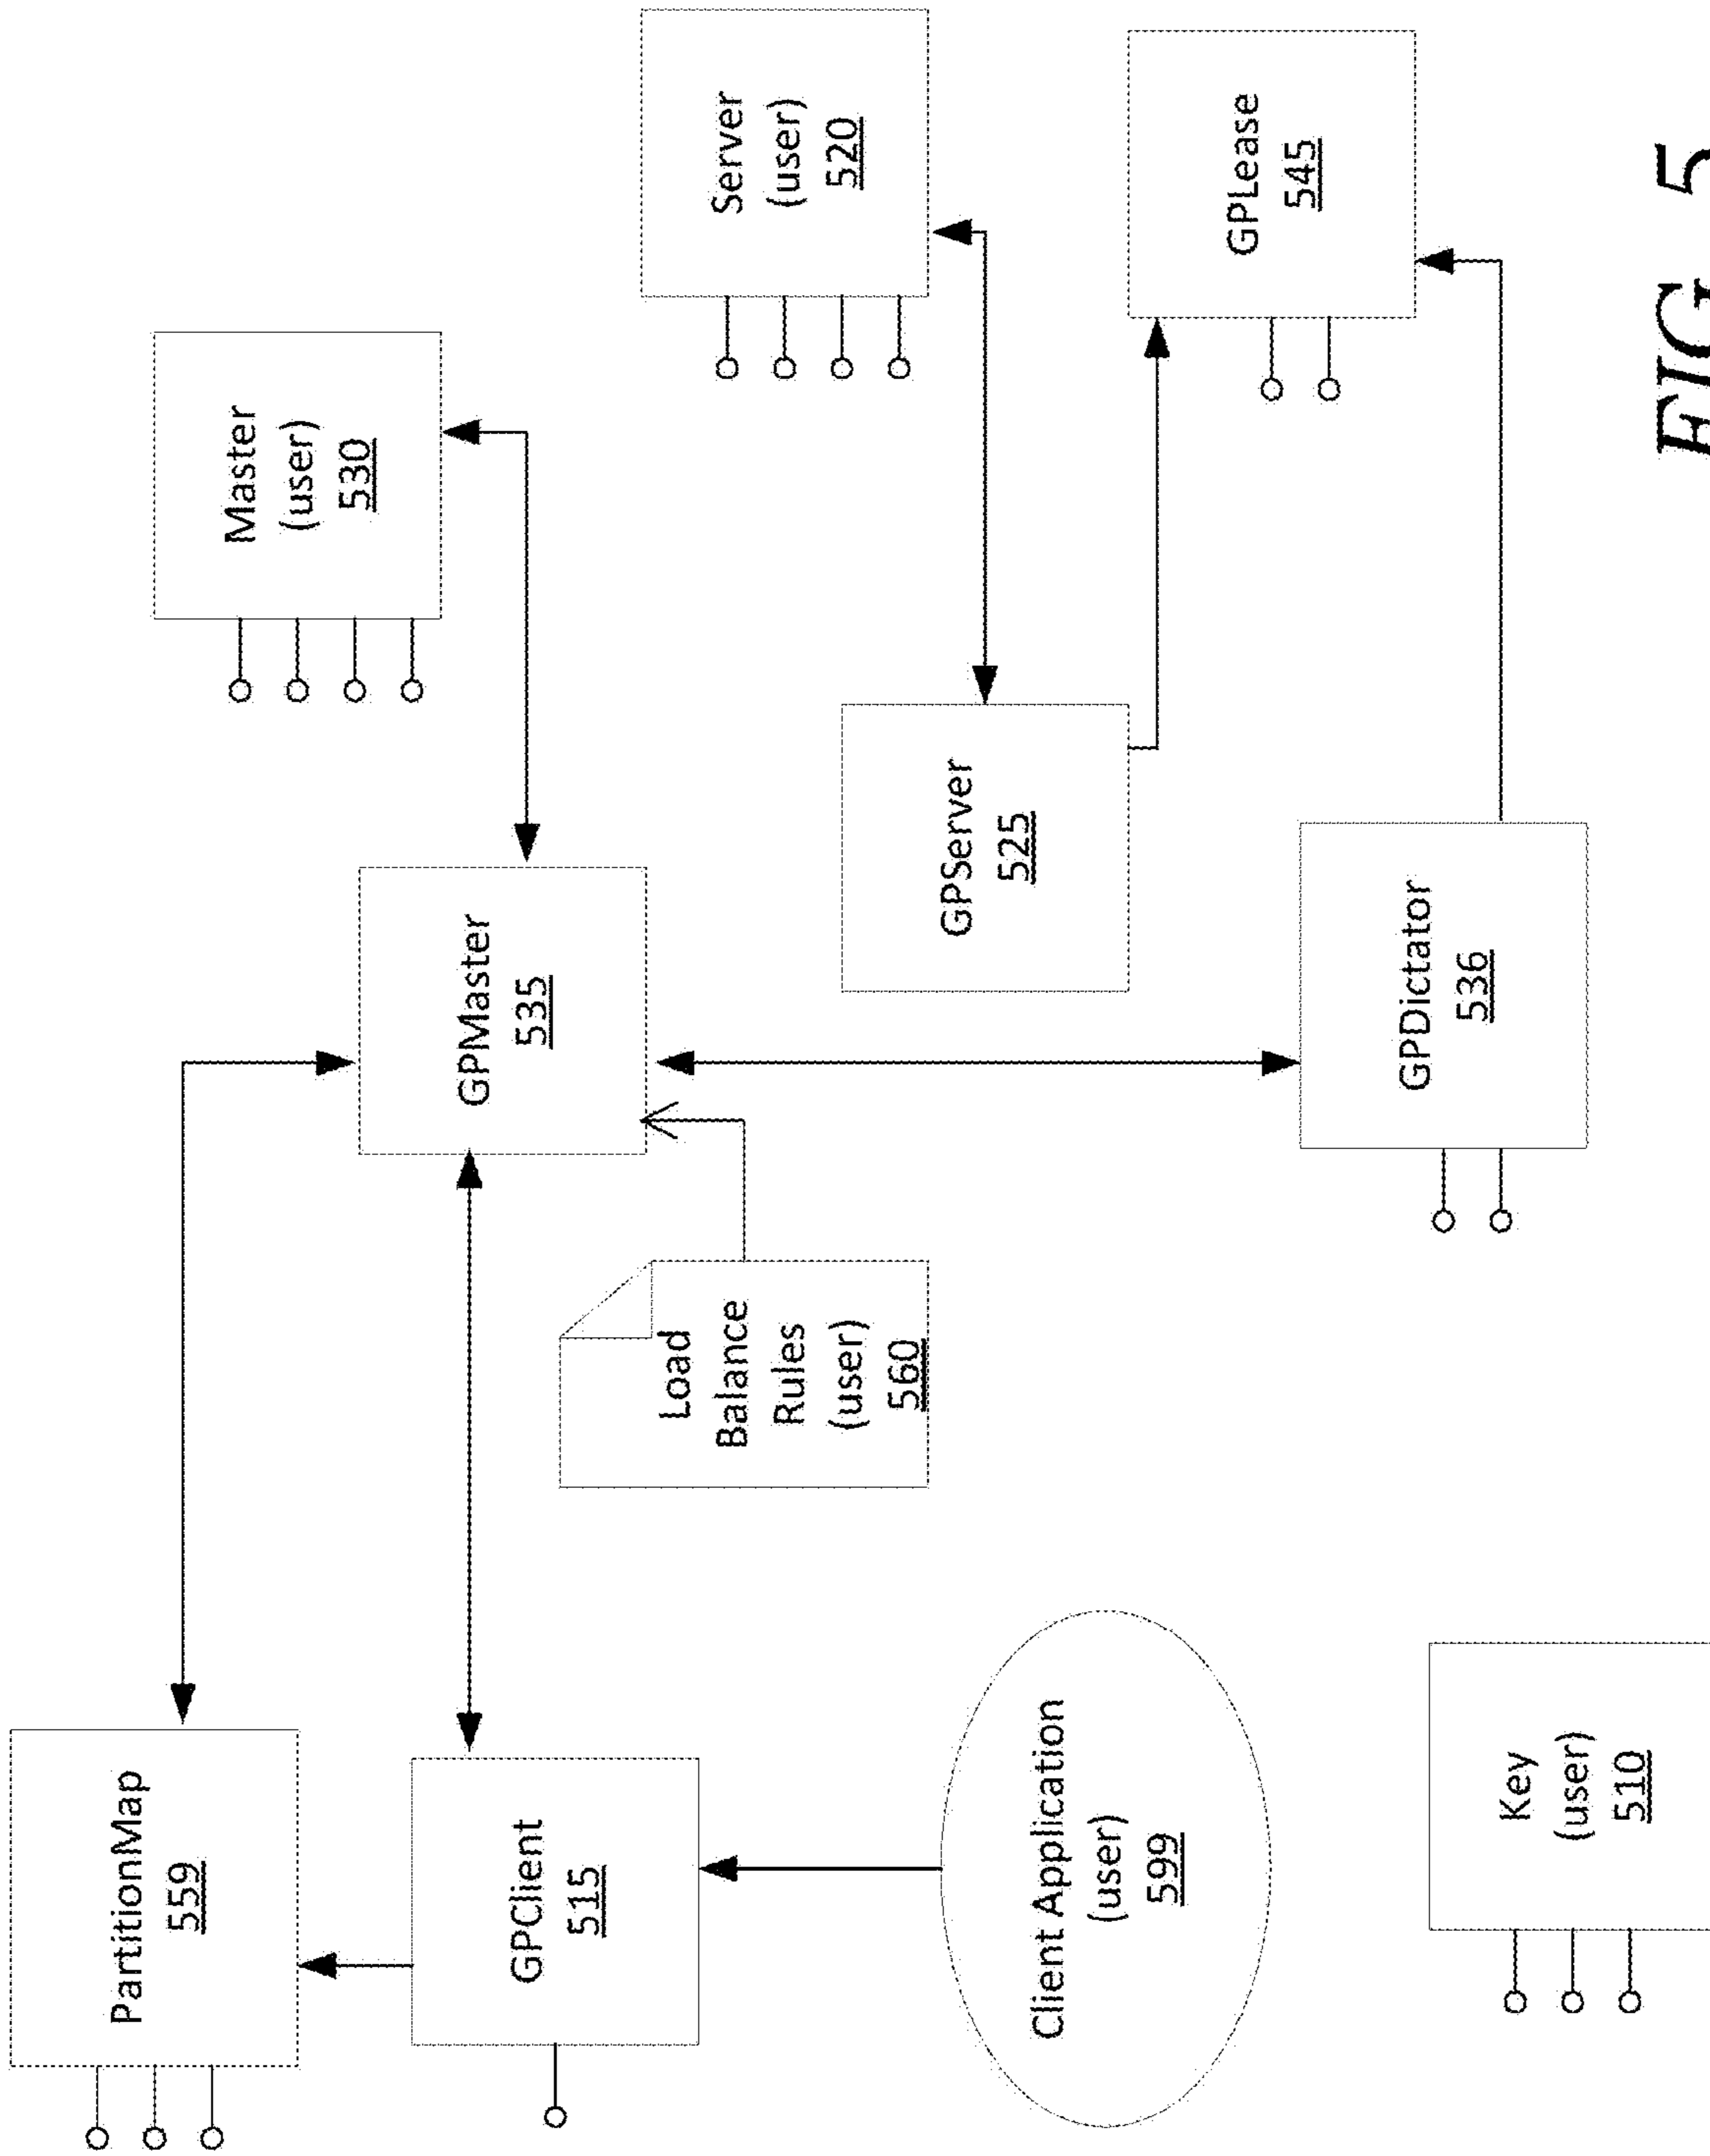 PartitionMap
559
GPClient
515
Client Application
(user)
599
Key
(user)
510
Load
Balance
Rules
(user)
560
GPMaster
535
Master
(user)
530
GPServer
525
Server
(user)
520
GPDictator
536
GPLease
545
FIG. 5